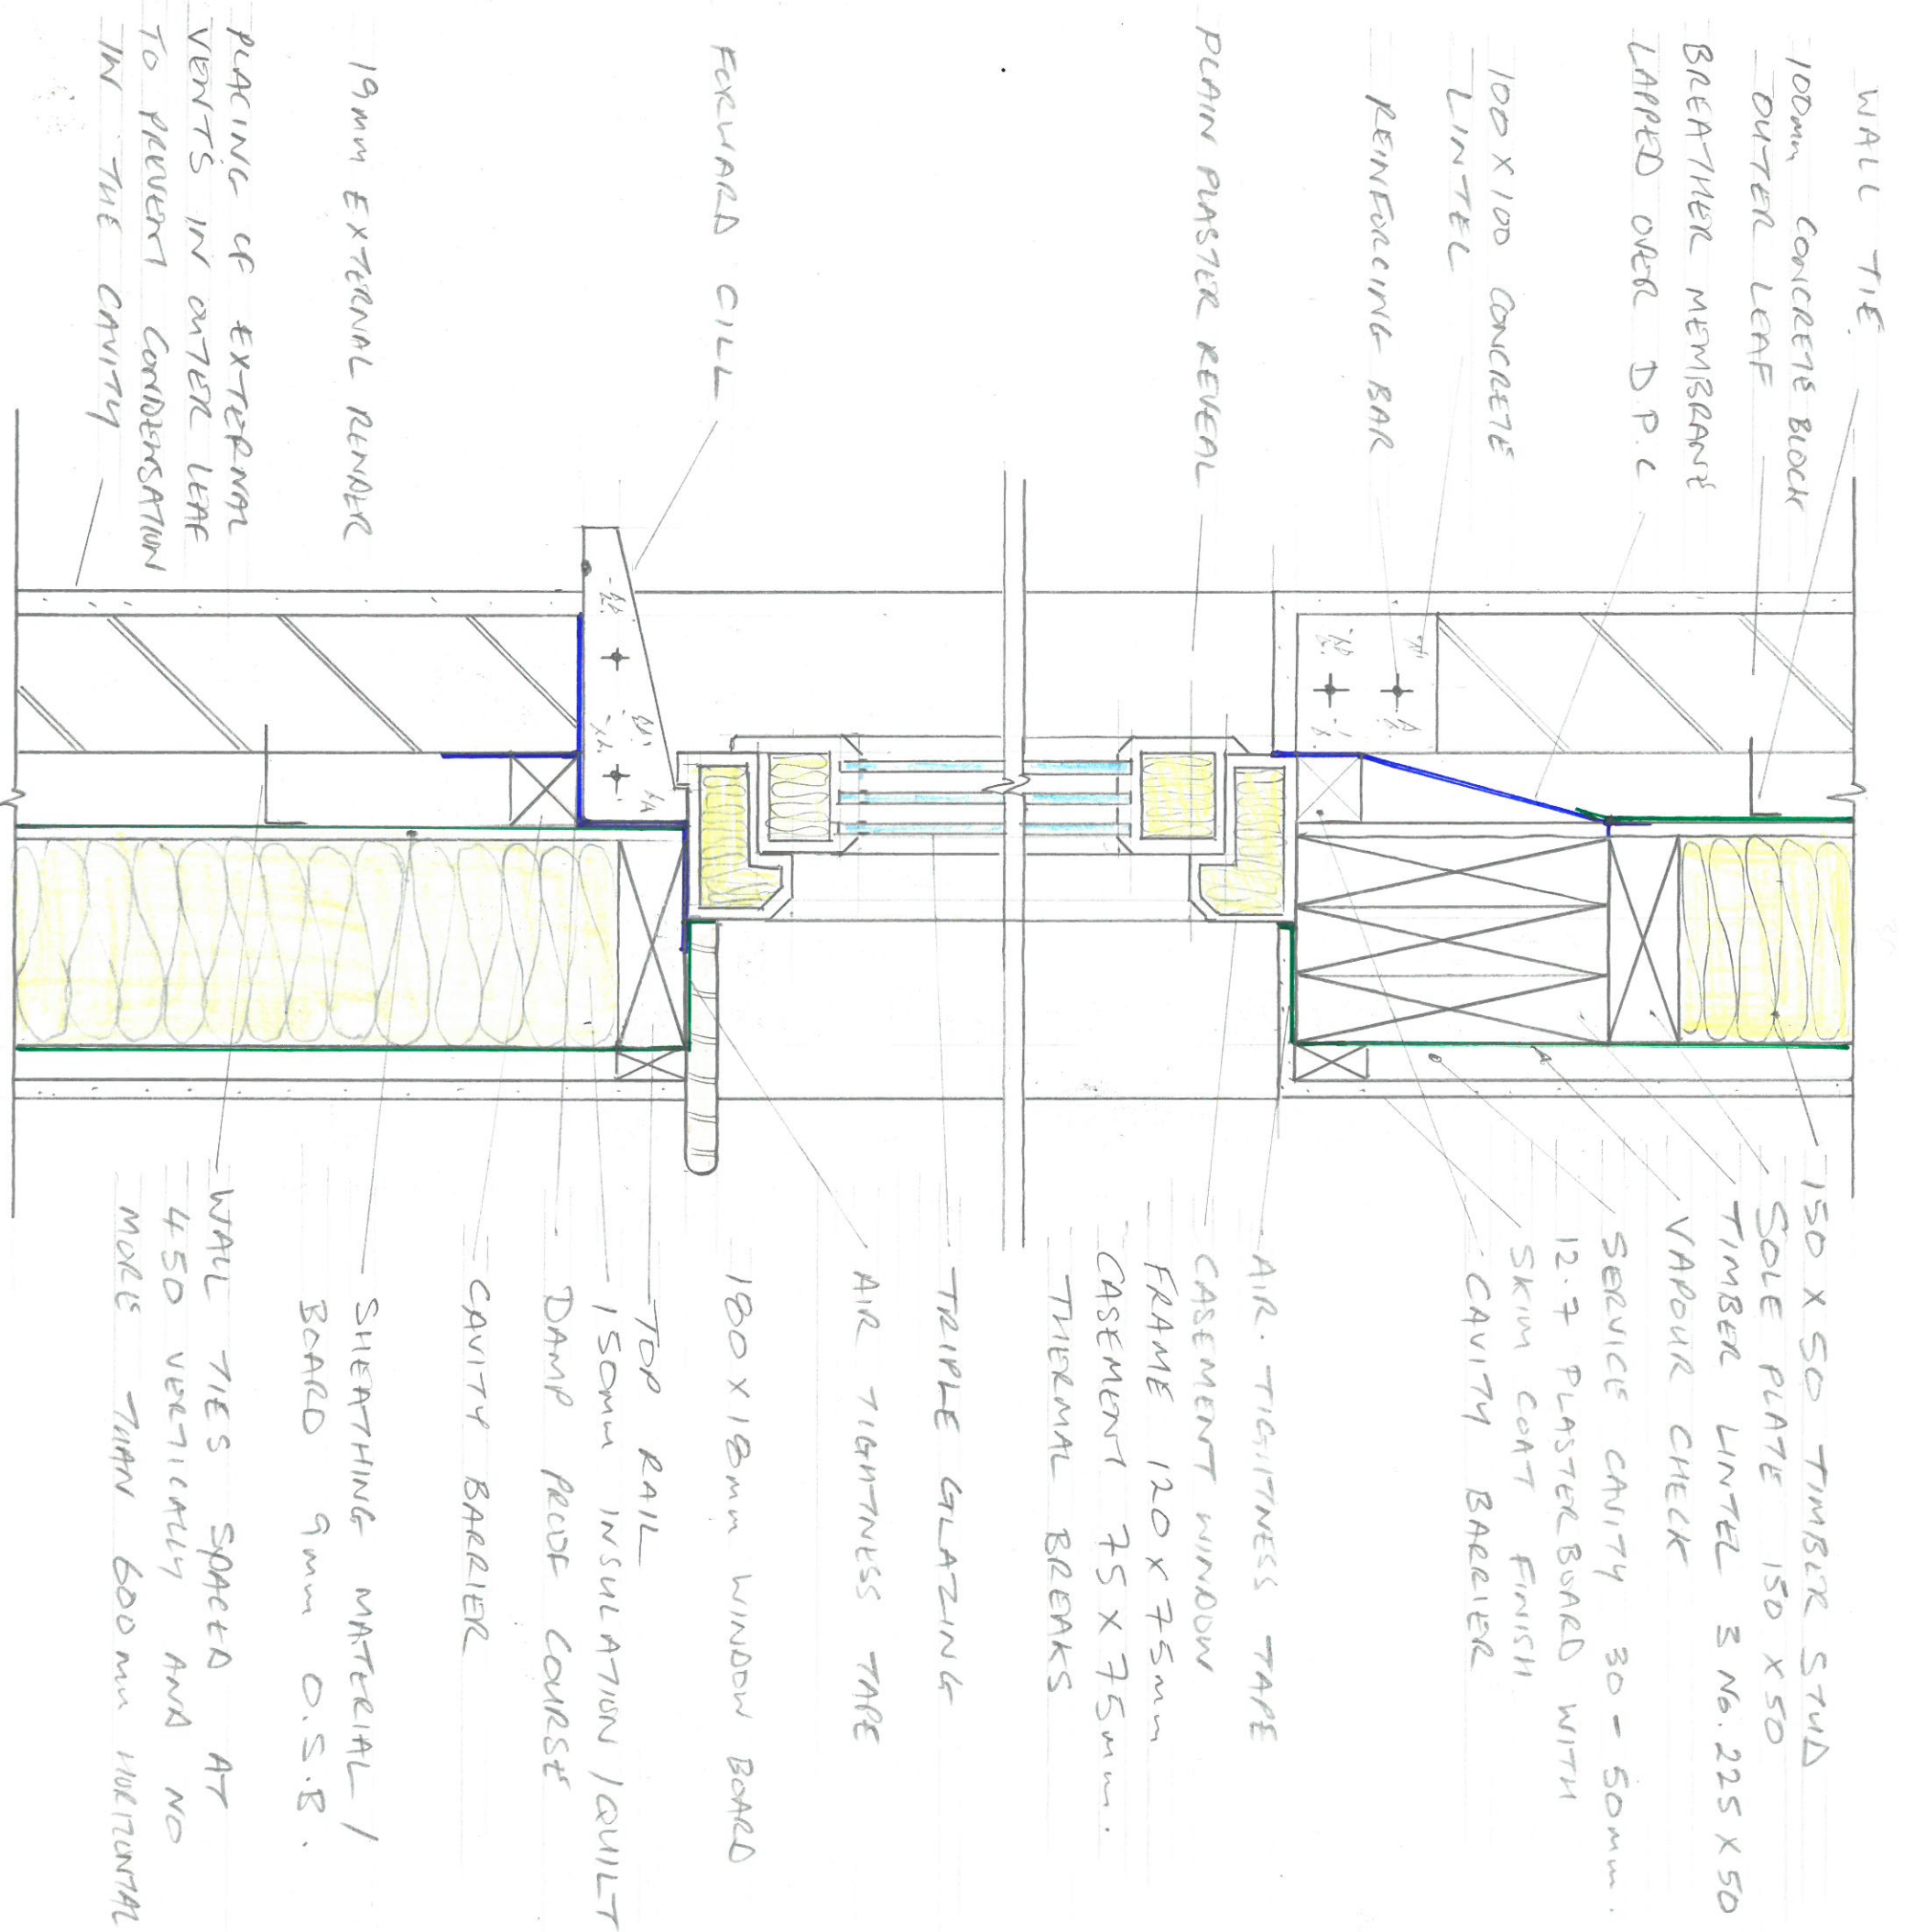 WALL TIE
100mm CONCRETE BLOCK
OUTER LEAF
BREATHER MEMBRANE
LAPPED OVER D.P.C
100 X 100 CONCRETE
LINTEL
REINFORCING BAR
PLAIN PLASTER REVEAL
FORWARD CILL
19mm EXTERNAL RENDER
PLACING OF EXTERNAL
VENTS IN OUTER LEAF
TO PREVENT CONDENSATION
IN THE CAVITY
150 X 50 TIMBER STUD
SOLE PLATE 150 X 50
TIMBER LINTEL 3 No. 225 X 50
VAPOUR CHECK
SERVICE CAVITY 30 - 50mm.
12.7 PLASTERBOARD WITH
SKIM COAT FINISH
CAVITY BARRIER
AIR. TIGHTNESS TAPE
CASEMENT WINDOW
FRAME 120 X 75mm
CASEMENT 75 X 75mm.
THERMAL BREAKS
TRIPLE GLAZING
AIR TIGHTNESS TAPE
180 X 18mm WINDOW BOARD
TOP RAIL
150mm INSULATION / QUILT
DAMP PROOF COURSE
CAVITY BARRIER
SHEATHING MATERIAL /
BOARD 9mm O.S.B.
WALL TIES SPACED AT
450 VERTICALLY AND NO
MORE THAN 600mm HORIZONTAL